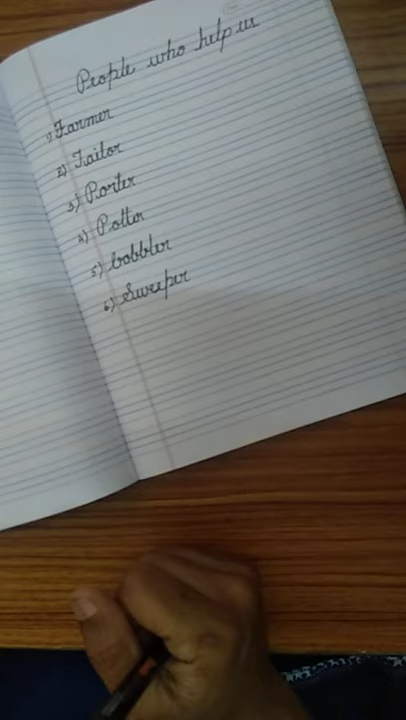 People who help us
1) Farmer
2) Tailor
3) Porter
4) Potter
5) Cobbler
6) Sweeper